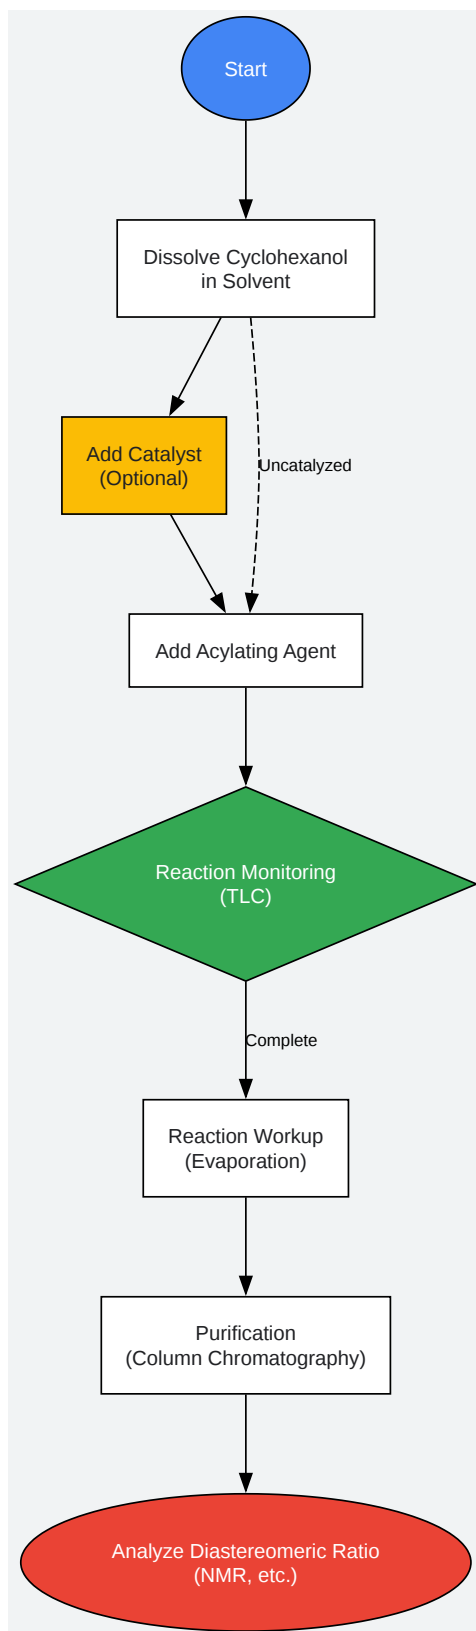 Start
Dissolve Cyclohexanol
in Solvent
Add Catalyst
(Optional)
Uncatalyzed
Add Acylating Agent
Reaction Monitoring
(TLC)
Complete
Reaction Workup
(Evaporation)
Purification
(Column Chromatography)
Analyze Diastereomeric Ratio
(NMR, etc.)